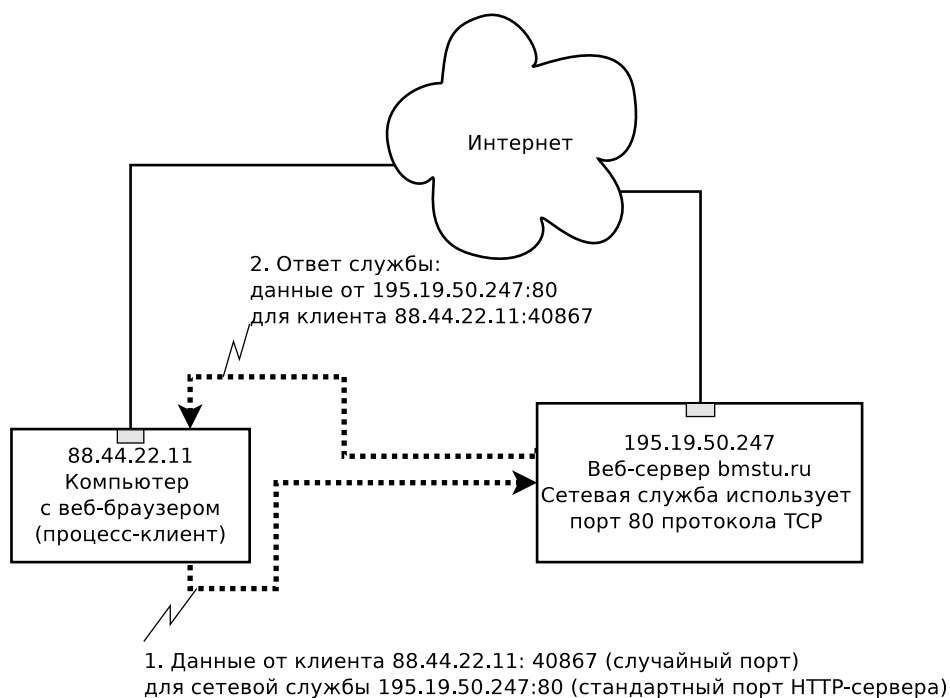 Интернет
2. Ответ службы:
данные от 195.19.50.247:80
для клиента 88.44.22.11:40867
88.44.22.11
Компьютер
с веб-браузером
(процесс-клиент)
195.19.50.247
Веб-сервер bmstu.ru
Сетевая служба использует
порт 80 протокола TCP
1. Данные от клиента 88.44.22.11: 40867 (случайный порт)
для сетевой службы 195.19.50.247:80 (стандартный порт HTTP-сервера)